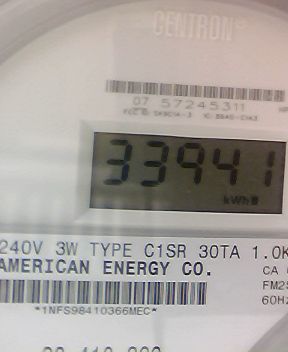 CENTRON
07 57245311
33941
kWh
240V 3W TYPE C1SR 30TA 1.0K
AMERICAN ENERGY CO.
CA
FM2S
60Hz
*1NFS98410366MEC*